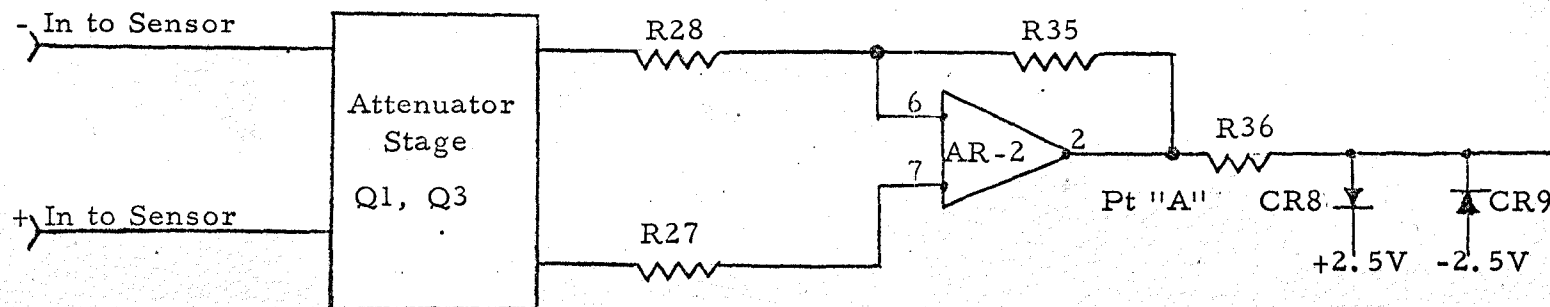 - In to Sensor
R28
R35
Attenuator
Stage
Q1, Q3
6
7
AR-2
2
R36
Pt "A"
CR8
CR9
+ In to Sensor
R27
+2.5V
-2.5V